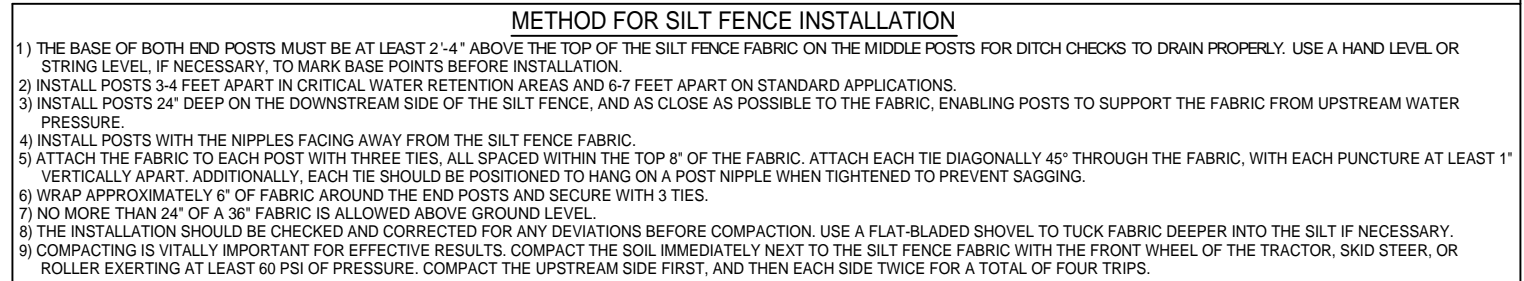 METHOD FOR SILT FENCE INSTALLATION
1) THE BASE OF BOTH END POSTS MUST BE AT LEAST 2'-4" ABOVE THE TOP OF THE SILT FENCE FABRIC ON THE MIDDLE POSTS FOR DITCH CHECKS TO DRAIN PROPERLY. USE A HAND LEVEL OR
STRING LEVEL, IF NECESSARY, TO MARK BASE POINTS BEFORE INSTALLATION.
2) INSTALL POSTS 3-4 FEET APART IN CRITICAL WATER RETENTION AREAS AND 6-7 FEET APART ON STANDARD APPLICATIONS.
3) INSTALL POSTS 24" DEEP ON THE DOWNSTREAM SIDE OF THE SILT FENCE, AND AS CLOSE AS POSSIBLE TO THE FABRIC, ENABLING POSTS TO SUPPORT THE FABRIC FROM UPSTREAM WATER
PRESSURE.
4) INSTALL POSTS WITH THE NIPPLES FACING AWAY FROM THE SILT FENCE FABRIC.
5) ATTACH THE FABRIC TO EACH POST WITH THREE TIES, ALL SPACED WITHIN THE TOP 8" OF THE FABRIC. ATTACH EACH TIE DIAGONALLY 45° THROUGH THE FABRIC, WITH EACH PUNCTURE AT LEAST 1"
VERTICALLY APART. ADDITIONALLY, EACH TIE SHOULD BE POSITIONED TO HANG ON A POST NIPPLE WHEN TIGHTENED TO PREVENT SAGGING.
6) WRAP APPROXIMATELY 6" OF FABRIC AROUND THE END POSTS AND SECURE WITH 3 TIES.
7) NO MORE THAN 24" OF A 36" FABRIC IS ALLOWED ABOVE GROUND LEVEL.
8) THE INSTALLATION SHOULD BE CHECKED AND CORRECTED FOR ANY DEVIATIONS BEFORE COMPACTION. USE A FLAT-BLADED SHOVEL TO TUCK FABRIC DEEPER INTO THE SILT IF NECESSARY.
9) COMPACTING IS VITALLY IMPORTANT FOR EFFECTIVE RESULTS. COMPACT THE SOIL IMMEDIATELY NEXT TO THE SILT FENCE FABRIC WITH THE FRONT WHEEL OF THE TRACTOR, SKID STEER, OR
ROLLER EXERTING AT LEAST 60 PSI OF PRESSURE. COMPACT THE UPSTREAM SIDE FIRST, AND THEN EACH SIDE TWICE FOR A TOTAL OF FOUR TRIPS.